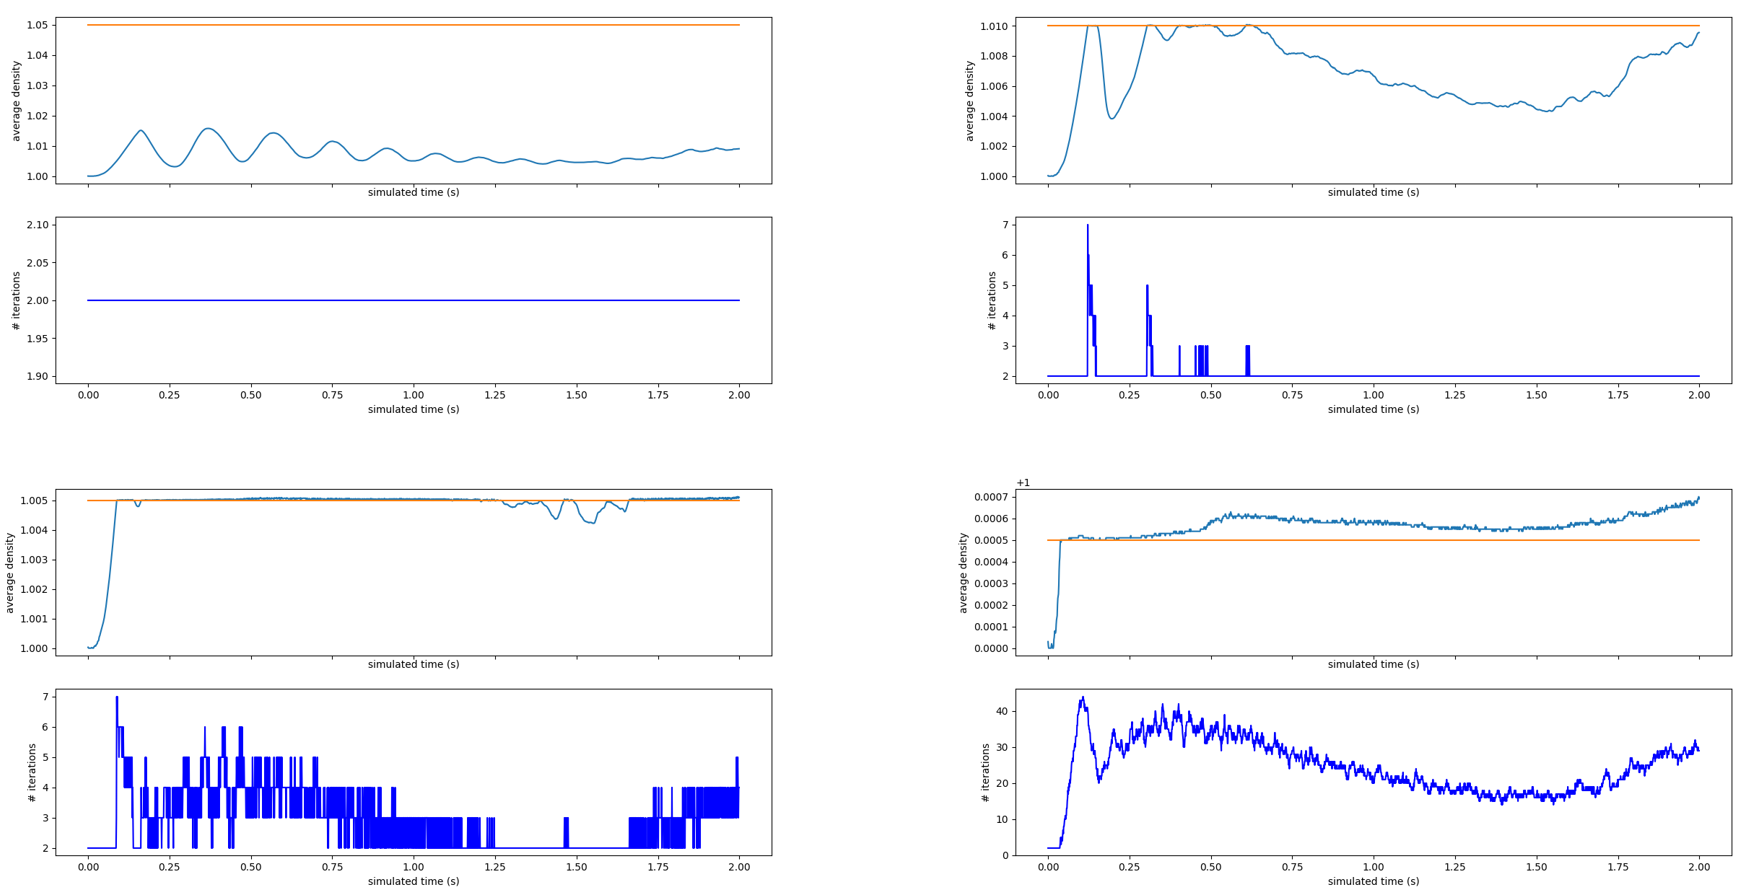 1.05
1.04
1.03
1.02
1.01
1.00
average density
simulated time (s)
2.10
2.05
2.00
1.95
1.90
# iterations
0.00 0.25 0.50 0.75 1.00 1.25 1.50 1.75 2.00
simulated time (s)
1.010
1.008
1.006
1.004
1.002
1.000
average density
simulated time (s)
7
6
5
4
3
2
# iterations
0.00 0.25 0.50 0.75 1.00 1.25 1.50 1.75 2.00
simulated time (s)
1.005
1.004
1.003
1.002
1.001
1.000
average density
simulated time (s)
7
6
5
4
3
2
# iterations
0.00 0.25 0.50 0.75 1.00 1.25 1.50 1.75 2.00
simulated time (s)
+1
0.0007
0.0006
0.0005
0.0004
0.0003
0.0002
0.0001
0.0000
average density
simulated time (s)
40
30
20
10
0
# iterations
0.00 0.25 0.50 0.75 1.00 1.25 1.50 1.75 2.00
simulated time (s)